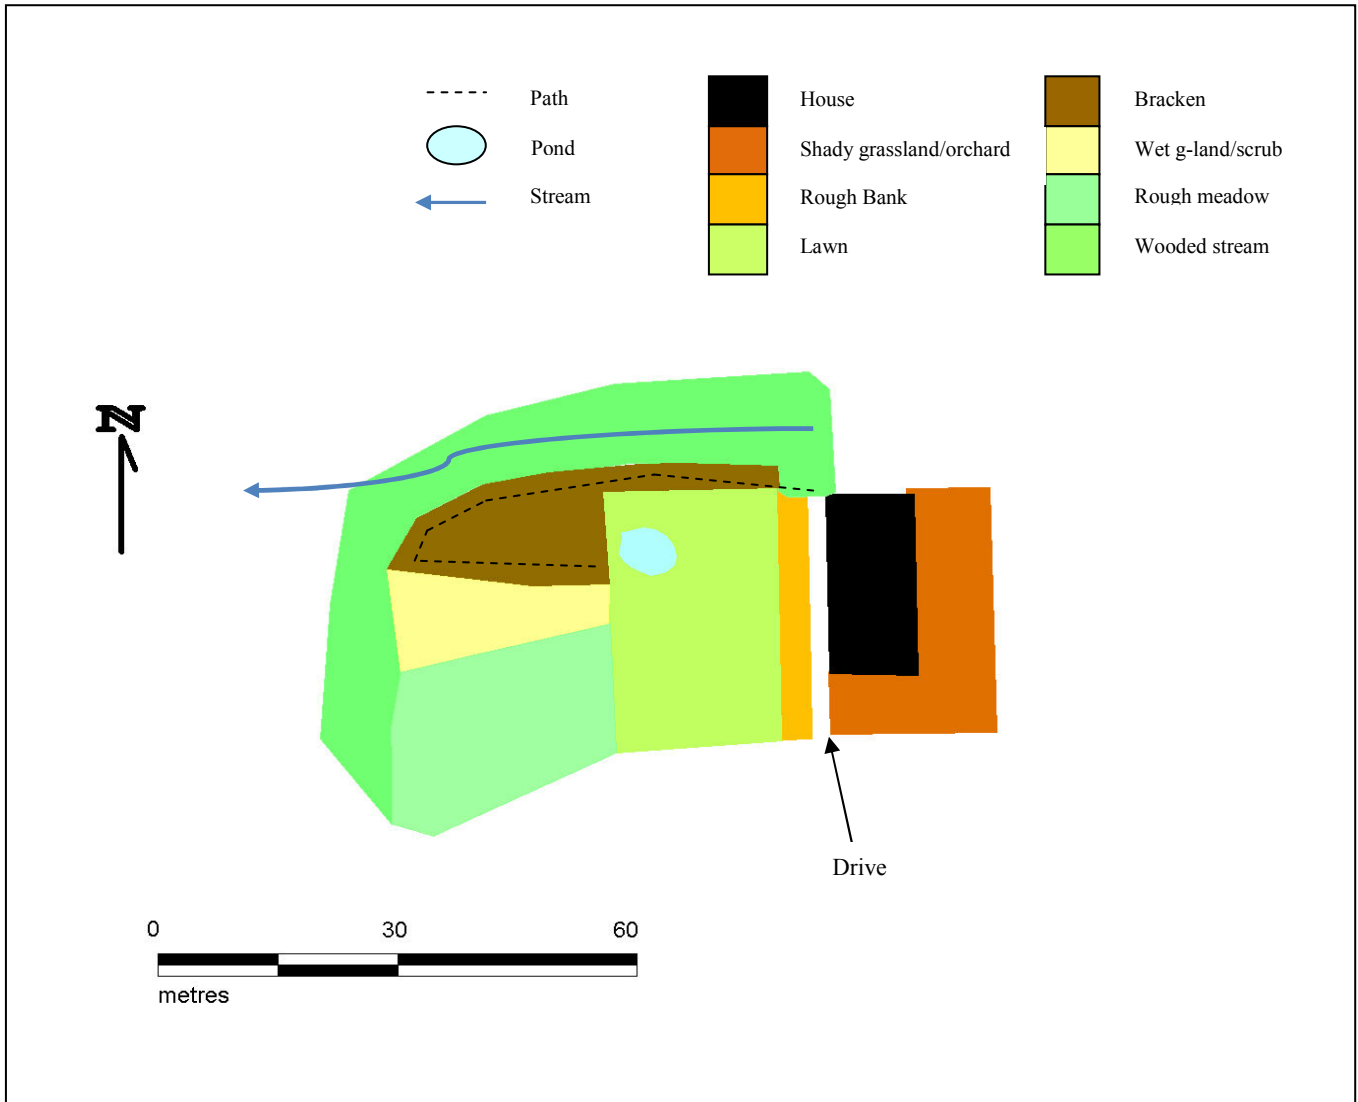 Path
Pond
Stream
House
Shady grassland/orchard
Rough Bank
Lawn
Bracken
Wet g-land/scrub
Rough meadow
Wooded stream
N
Drive
0 30 60
metres